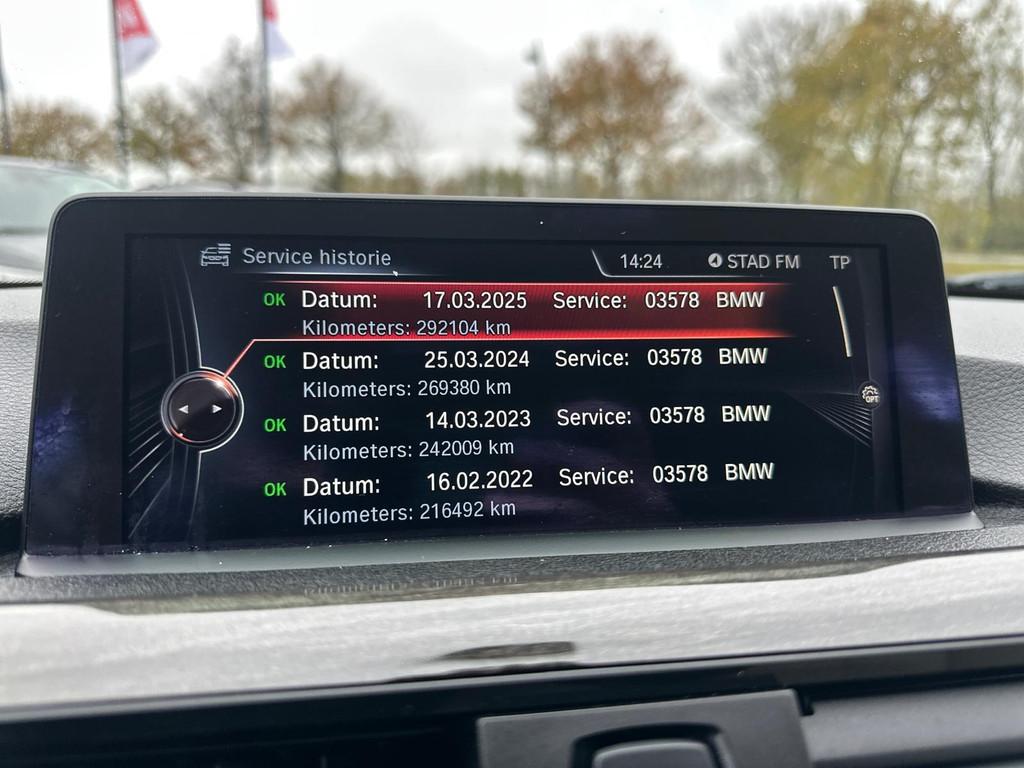 Service historie 14:24 STAD FM TP
OK Datum: 17.03.2025 Service: 03578 BMW
Kilometers: 292104 km
OK Datum: 25.03.2024 Service: 03578 BMW
Kilometers: 269380 km
OPT
OK Datum: 14.03.2023 Service: 03578 BMW
Kilometers: 242009 km
OK Datum: 16.02.2022 Service: 03578 BMW
Kilometers: 216492 km